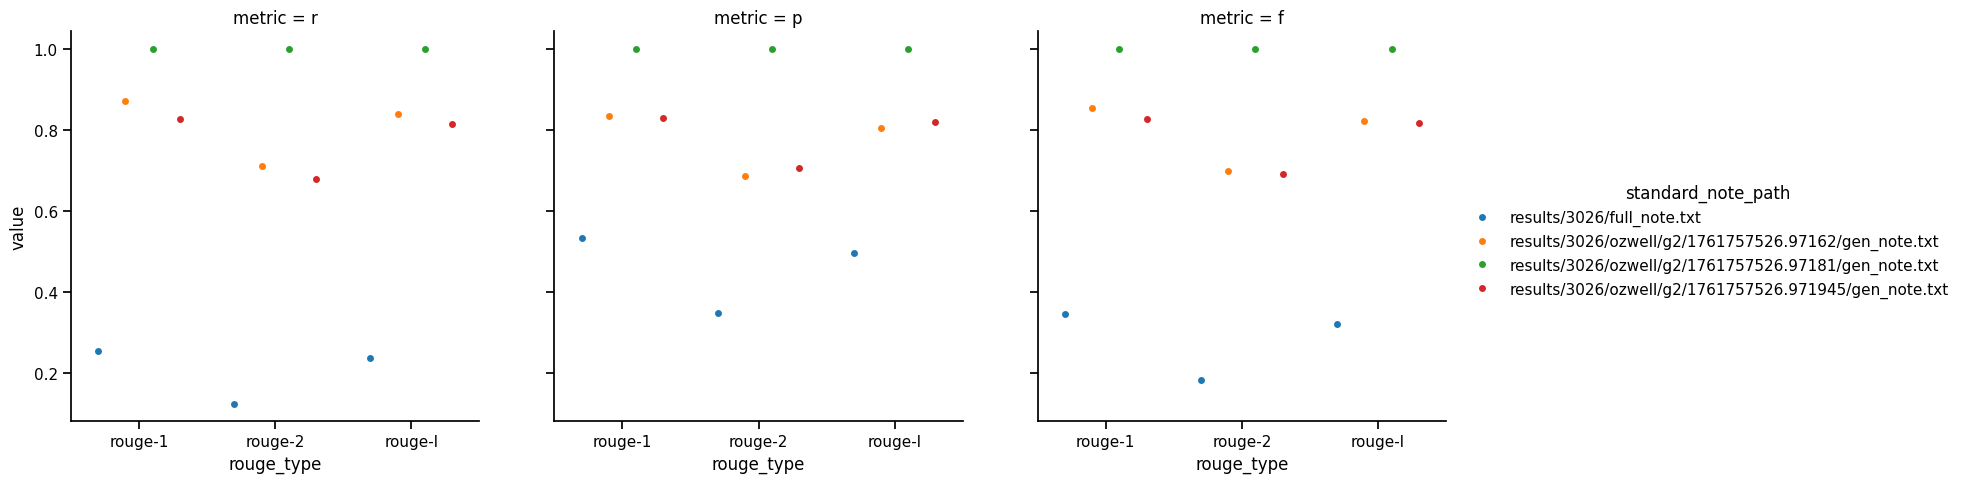 metric = r
metric = p
metric = f
value
1.0
0.8
0.6
0.4
0.2
rouge-1 rouge-2 rouge-l
rouge_type
rouge-1 rouge-2 rouge-l
rouge_type
rouge-1 rouge-2 rouge-l
rouge_type
standard_note_path
results/3026/full_note.txt
results/3026/ozwell/g2/1761757526.97162/gen_note.txt
results/3026/ozwell/g2/1761757526.97181/gen_note.txt
results/3026/ozwell/g2/1761757526.971945/gen_note.txt